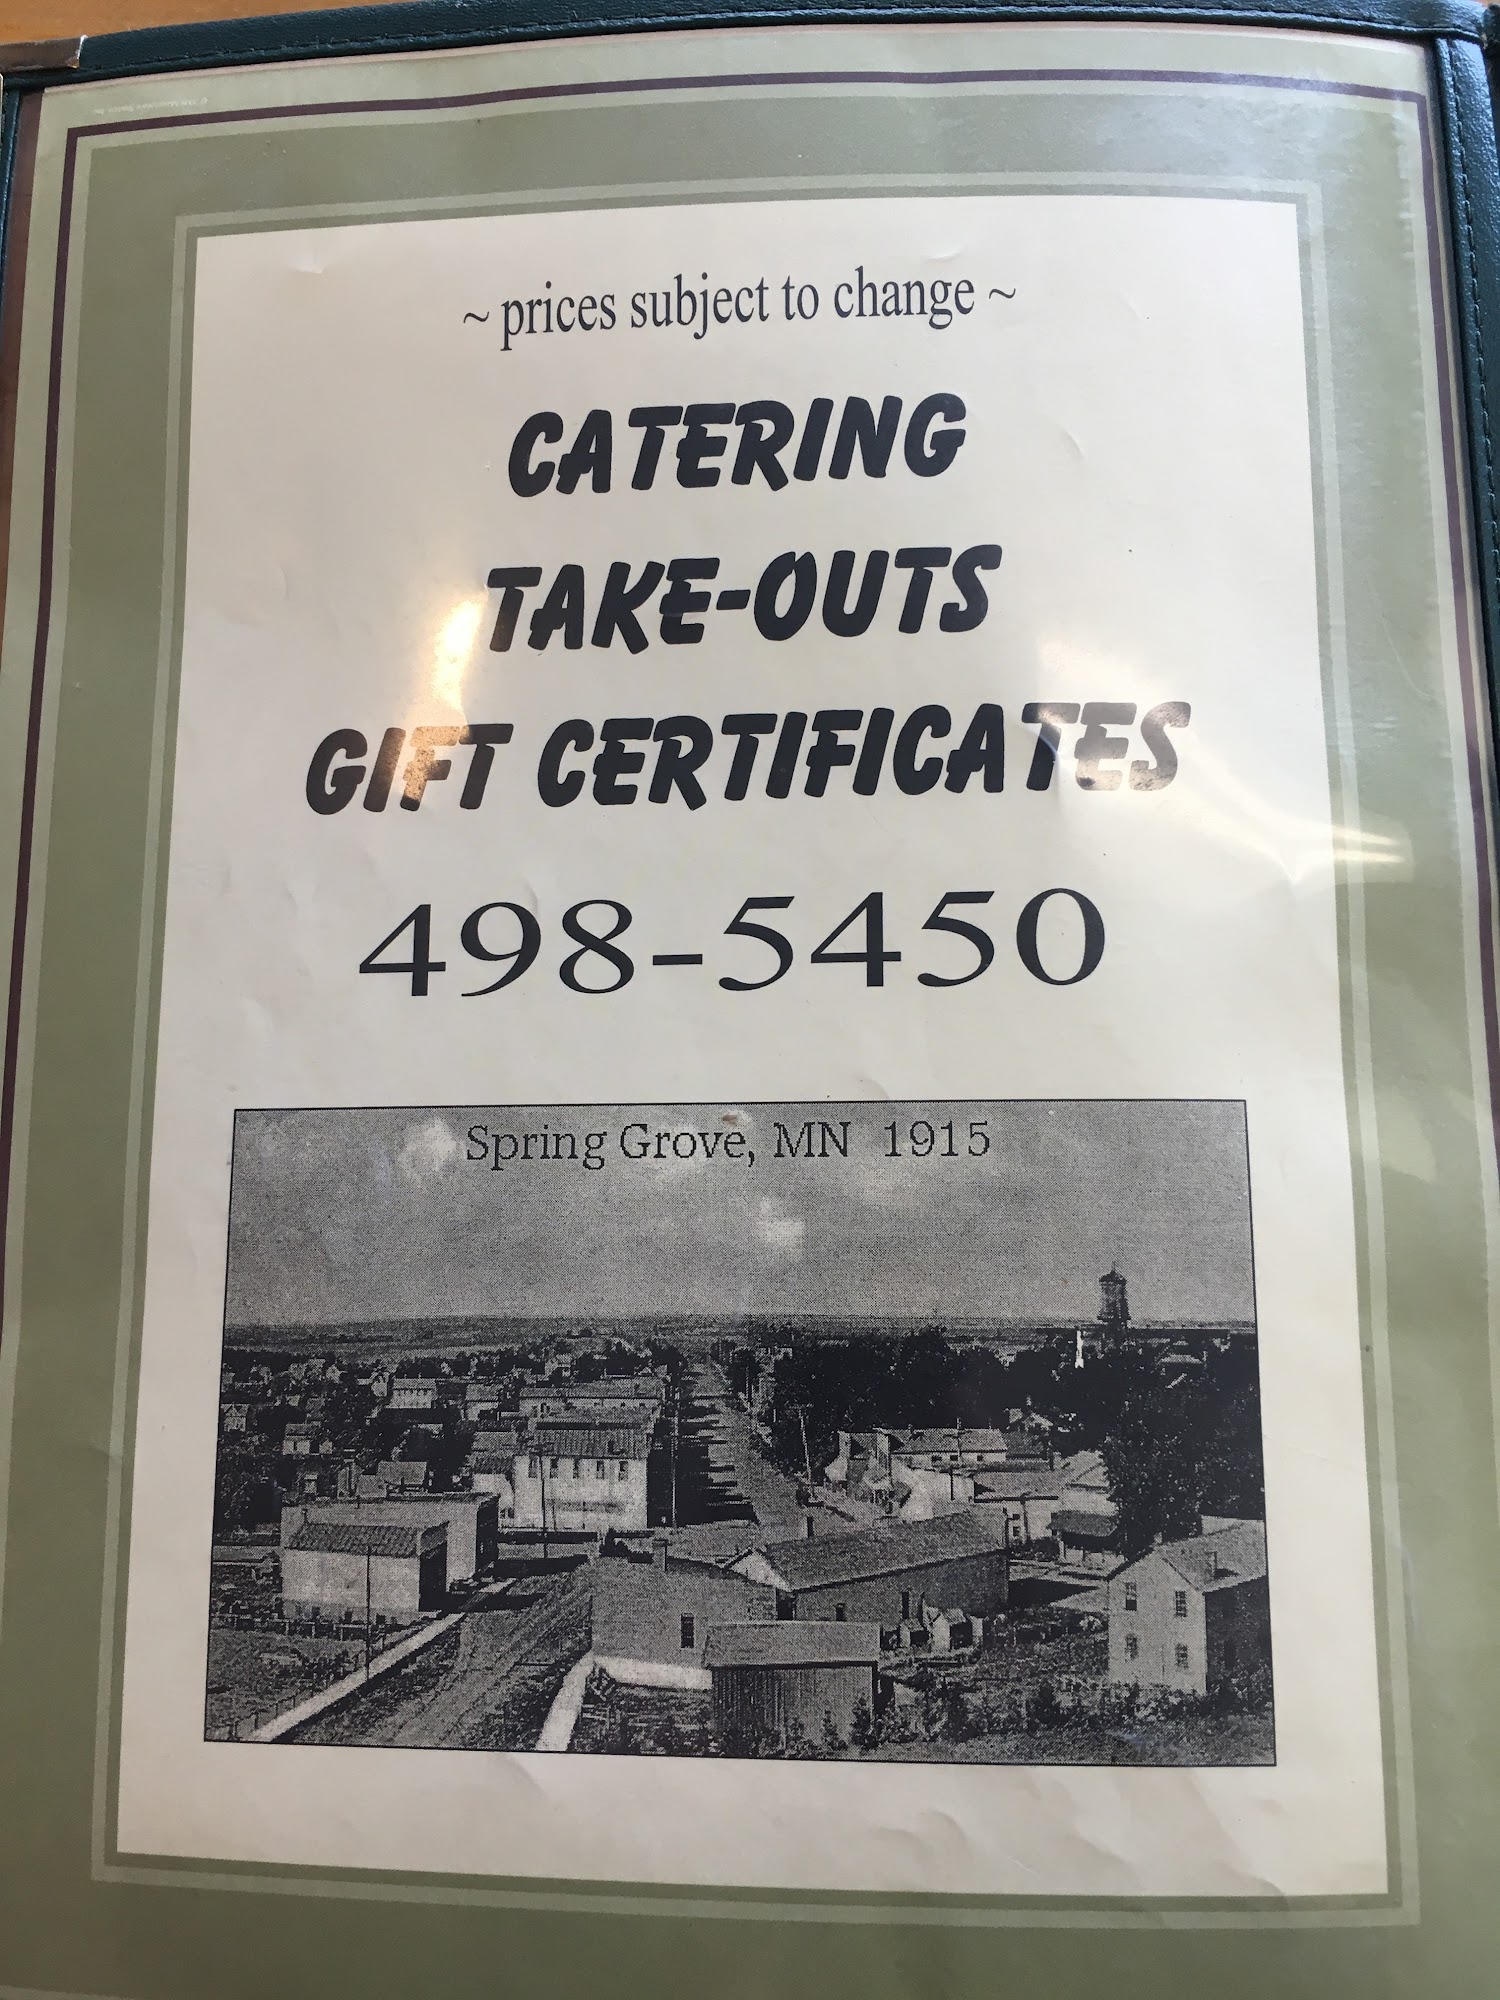 ~ prices subject to change ~
CATERING
TAKE-OUTS
GIFT CERTIFICATES
498-5450
Spring Grove, MN 1915